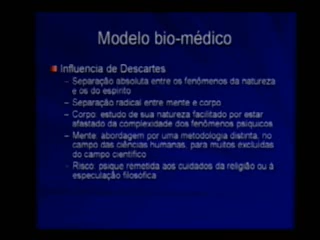 Modelo bio-médico
Influencia de Descartes
– Separação absoluta entre os fenômenos da natureza
e os do espírito
– Separação radical entre mente e corpo
– Corpo: estudo de sua natureza facilitado por estar
afastado da complexidade dos fenômenos psíquicos
– Mente: abordagem por uma metodologia distinta, no
campo das ciências humanas, para muitos excluídas
do campo científico
– Risco: psique remetida aos cuidados da religião ou à
especulação filosófica